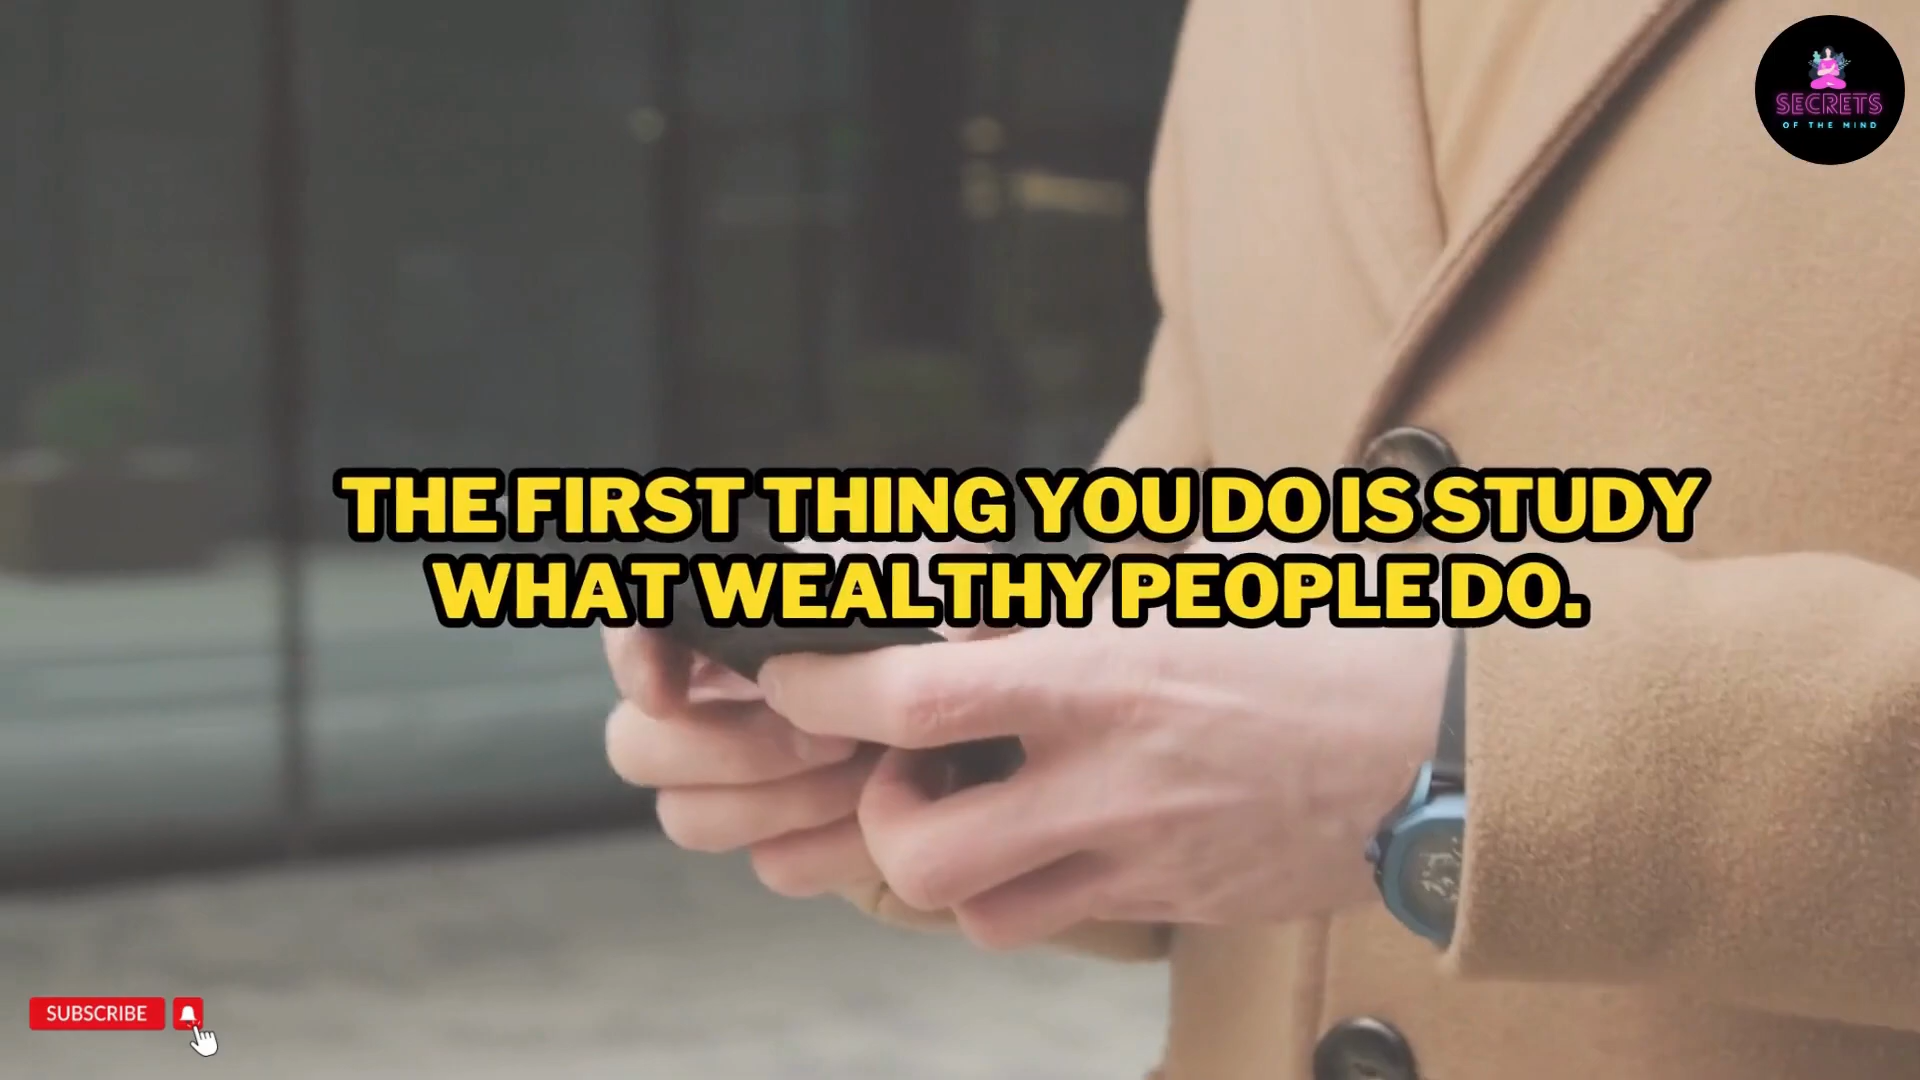 SECRETS
OF THE MIND
THE FIRST THING YOU DO IS STUDY
WHAT WEALTHY PEOPLE DO.
SUBSCRIBE